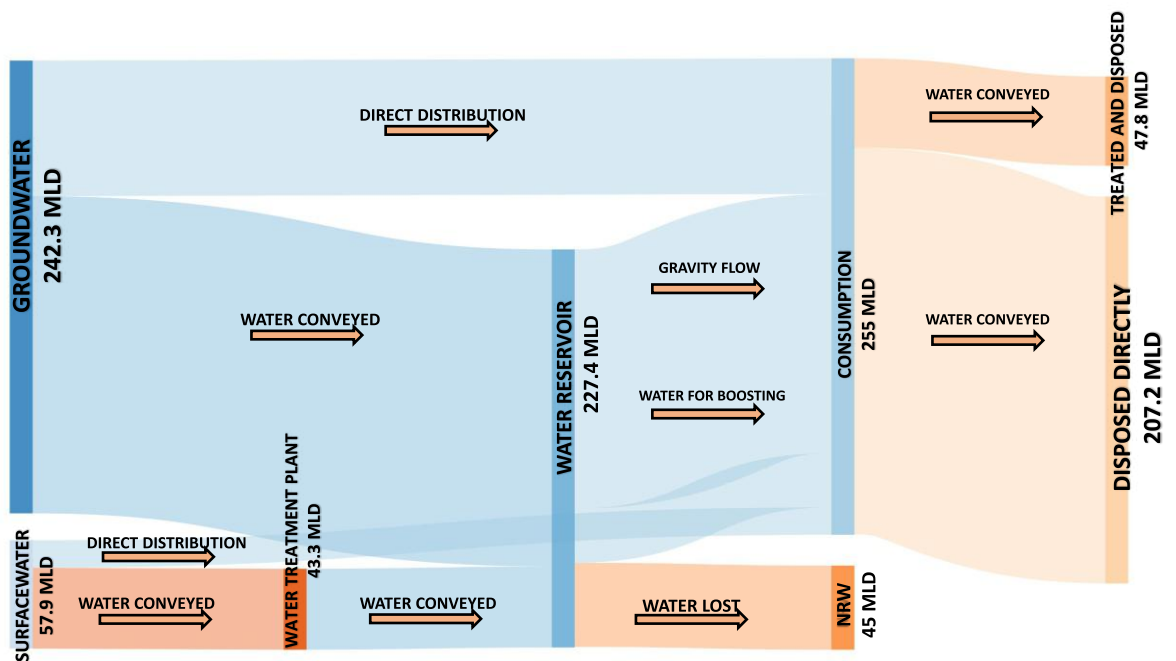 GROUNDWATER
242.3 MLD
DIRECT DISTRIBUTION
WATER CONVEYED
SURFACEWATER
57.9 MLD
DIRECT DISTRIBUTION
WATER CONVEYED
WATER TREATMENT PLANT
43.3 MLD
WATER CONVEYED
WATER RESERVOIR
227.4 MLD
GRAVITY FLOW
WATER FOR BOOSTING
WATER LOST
CONSUMPTION
255 MLD
NRW
45 MLD
WATER CONVEYED
WATER CONVEYED
TREATED AND DISPOSED
47.8 MLD
DISPOSED DIRECTLY
207.2 MLD